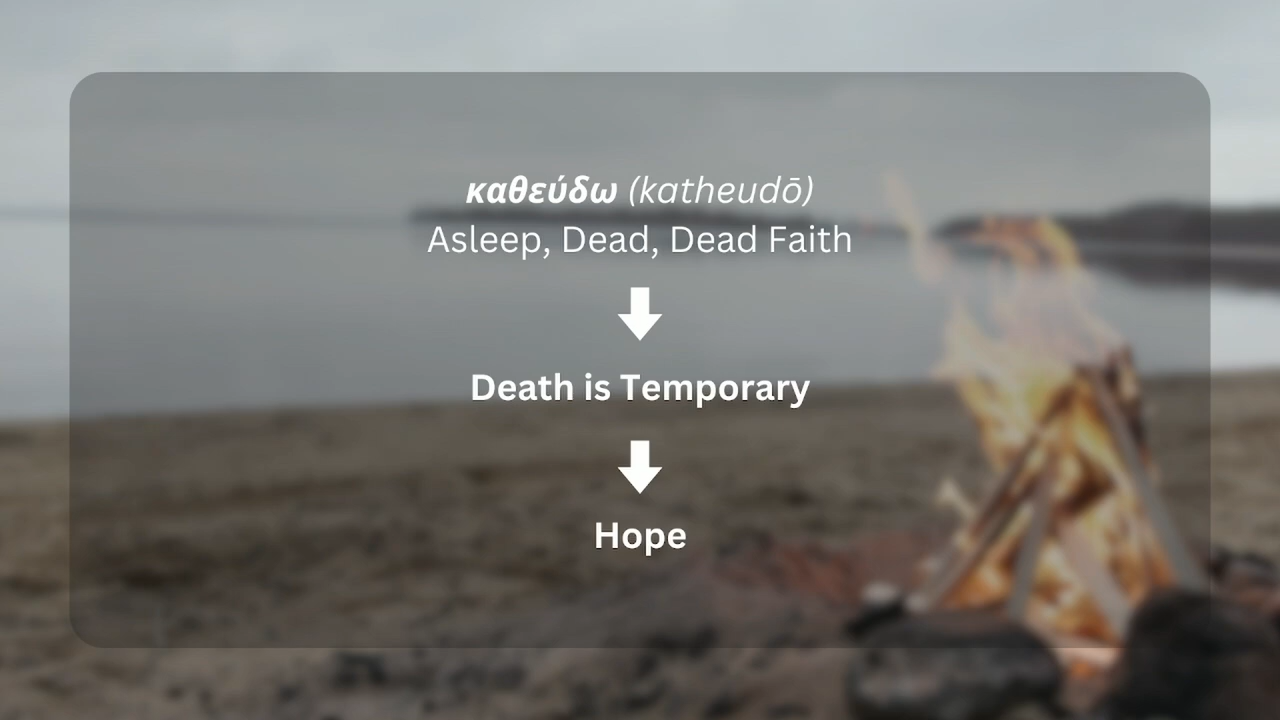 καθεύδω (katheudō)
Asleep, Dead, Dead Faith
Death is Temporary
Hope